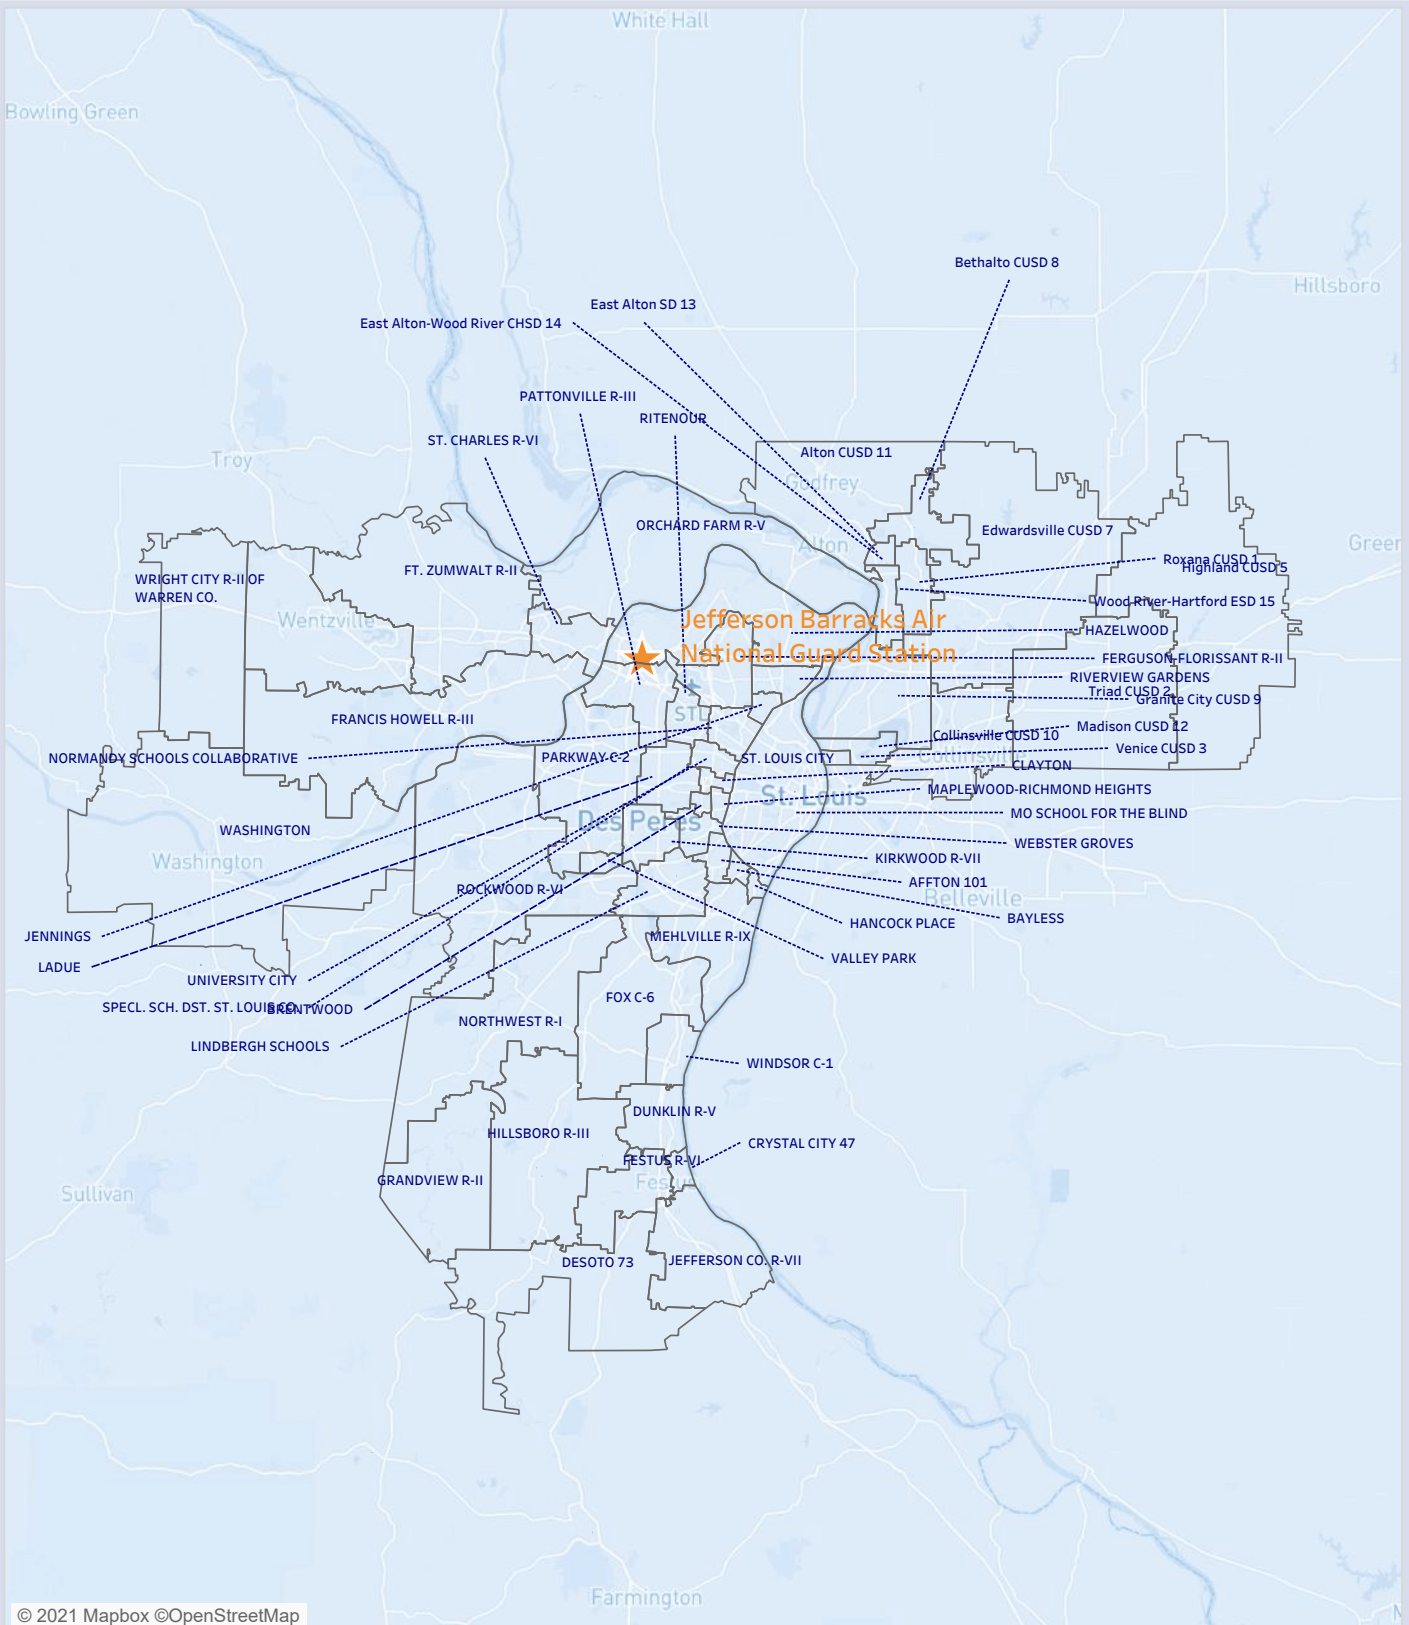 White Hall
Bowling Green
Bethalto CUSD 8
Hillsboro
East Alton SD 13
East Alton-Wood River CHSD 14
PATTONVILLE R-III
RITENOUR
ST. CHARLES R-VI
Alton CUSD 11
Troy
Godfrey
ORCHARD FARM R-V
Edwardsville CUSD 7
Alton
Green
Roxana CUSD 1
Highland CUSD 5
FT. ZUMWALT R-II
WRIGHT CITY R-II OF
WARREN CO.
Wood River-Hartford ESD 15
Wentzville
Jefferson Barracks Air
National Guard Station
HAZELWOOD
FERGUSON-FLORISSANT R-II
RIVERVIEW GARDENS
Triad CUSD 2
Granite City CUSD 9
STL
FRANCIS HOWELL R-III
Madison CUSD 12
Collinsville CUSD 10
Venice CUSD 3
Collinsville
NORMANDY SCHOOLS COLLABORATIVE
PARKWAY C-2
ST. LOUIS CITY
CLAYTON
MAPLEWOOD-RICHMOND HEIGHTS
St. Louis
MO SCHOOL FOR THE BLIND
Des Peres
WASHINGTON
WEBSTER GROVES
Washington
KIRKWOOD R-VII
AFFTON 101
ROCKWOOD R-VI
Belleville
BAYLESS
HANCOCK PLACE
JENNINGS
MEHLVILLE R-IX
VALLEY PARK
LADUE
UNIVERSITY CITY
FOX C-6
SPECL. SCH. DST. ST. LOUIS CO.
BRENTWOOD
NORTHWEST R-I
LINDBERGH SCHOOLS
WINDSOR C-1
DUNKLIN R-V
HILLSBORO R-III
CRYSTAL CITY 47
FESTUS R-VI
Festus
GRANDVIEW R-II
Sullivan
DESOTO 73
JEFFERSON CO. R-VII
Farmington
© 2021 Mapbox ©OpenStreetMap